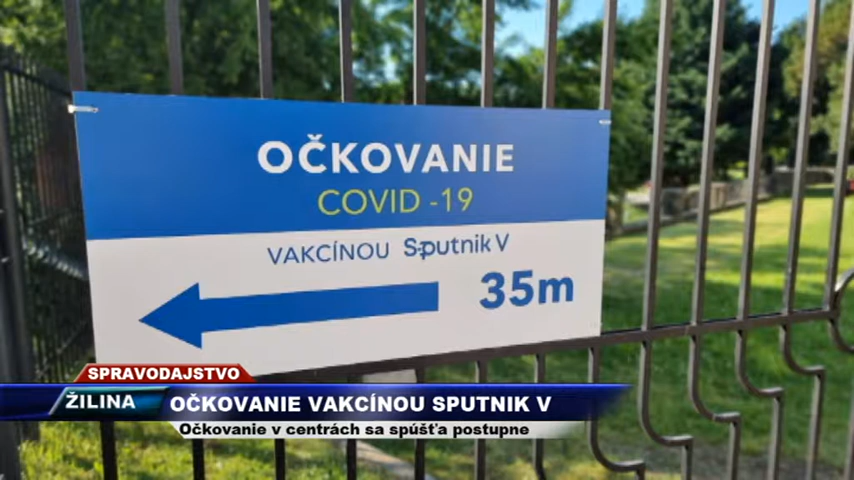 OČKOVANIE
COVID -19
VAKCÍNOU Sputnik V
35m
SPRAVODAJSTVO
ŽILINA
OČKOVANIE VAKCÍNOU SPUTNIK V
Očkovanie v centrách sa spúšťa postupne